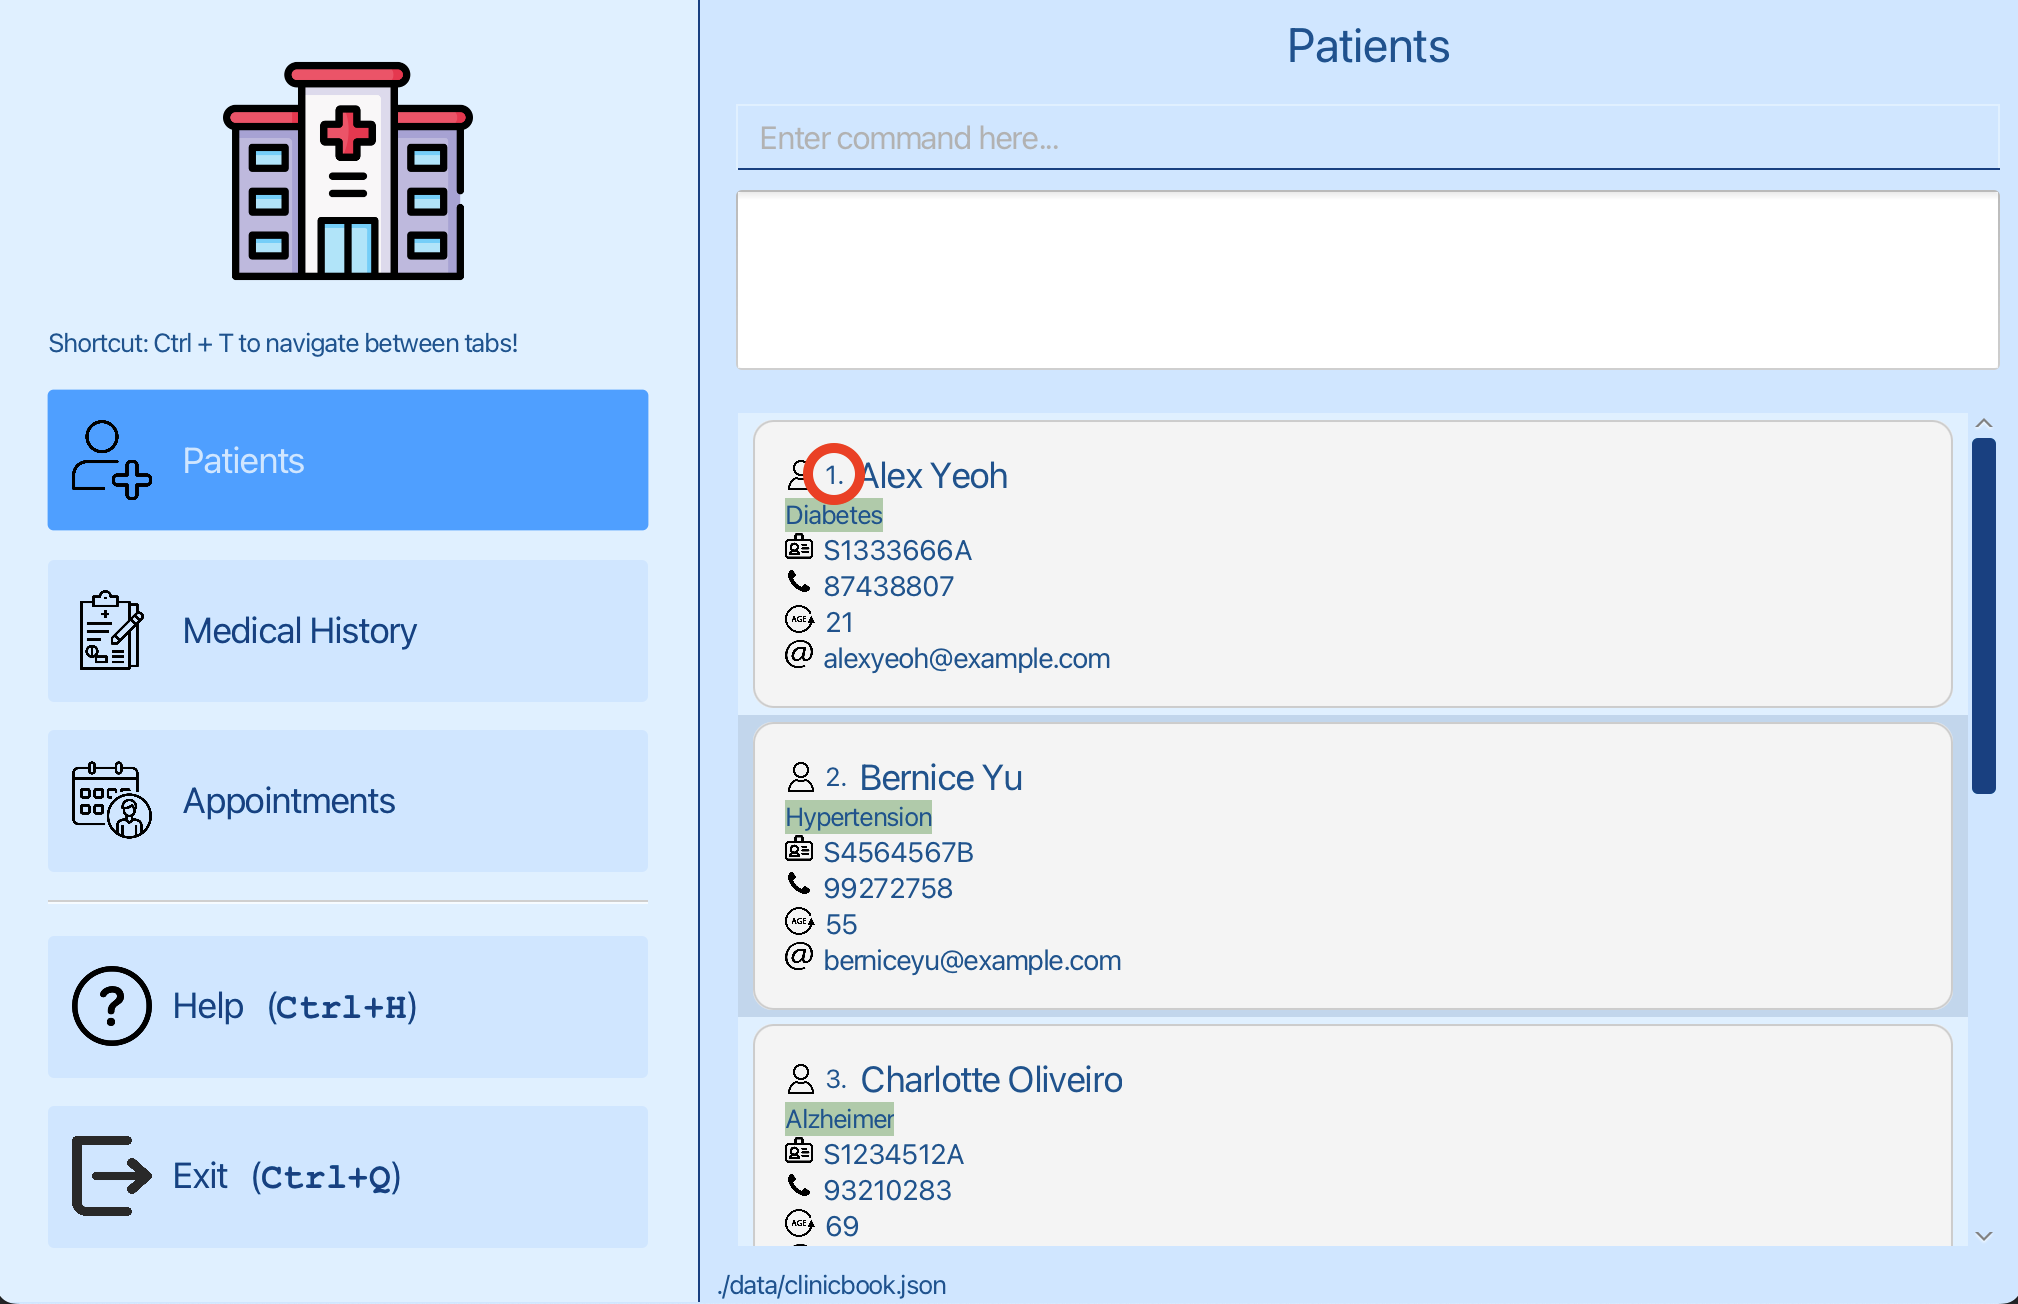 Shortcut: Ctrl + T to navigate between tabs!
Patients
Medical History
Appointments
Help (Ctrl+H)
Exit (Ctrl+Q)
Patients
Enter command here...
1. Alex Yeoh
Diabetes
S1333666A
87438807
AGE 21
@ alexyeoh@example.com
2. Bernice Yu
Hypertension
S4564567B
99272758
AGE 55
@ berniceyu@example.com
3. Charlotte Oliveiro
Alzheimer
S1234512A
93210283
AGE 69
./data/clinicbook.json